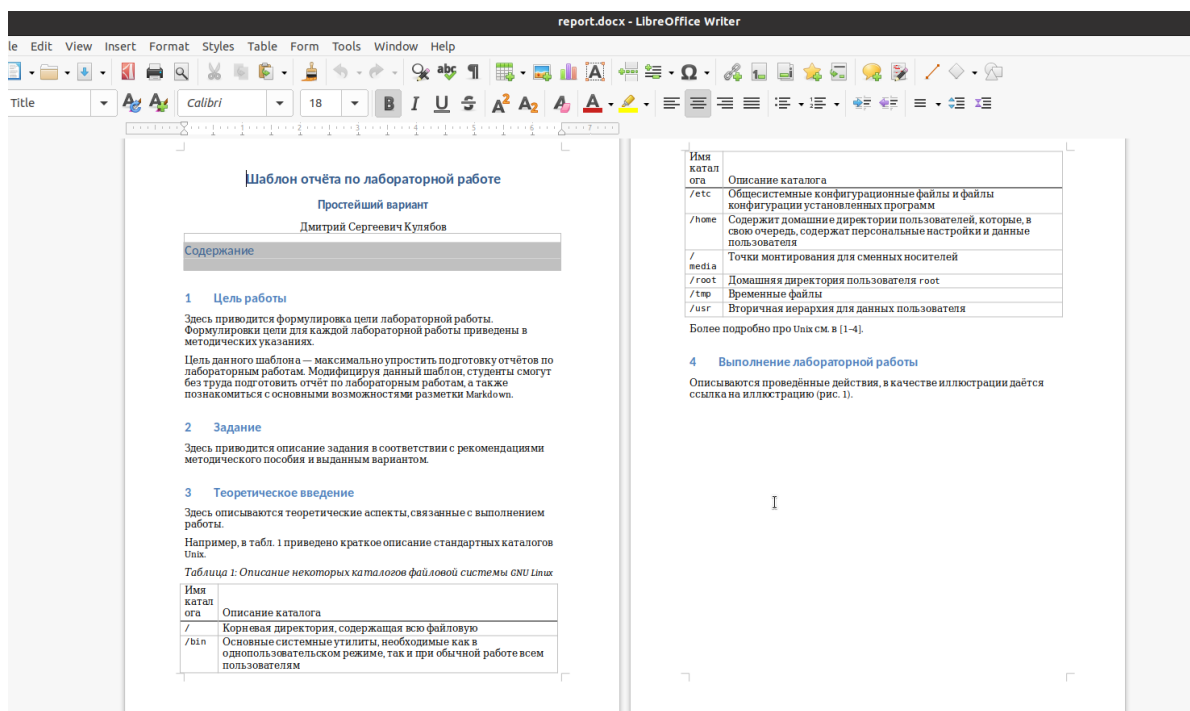 report.docx - LibreOffice Writer
le Edit View Insert Format Styles Table Form Tools Window Help
Title
Calibri
18
1 2 3 4 5 6 7
Шаблон отчёта по лабораторной работе
Простейший вариант
Дмитрий Сергеевич Кулябов
Содержание
1 Цель работы
Здесь приводится формулировка цели лабораторной работы.
Формулировки цели для каждой лабораторной работы приведены в
методических указаниях.
Цель данного шаблона — максимально упростить подготовку отчётов по
лабораторным работам. Модифицируя данный шаблон, студенты смогут
без труда подготовить отчёт по лабораторным работам, а также
познакомиться с основными возможностями разметки Markdown.
2 Задание
Здесь приводится описание задания в соответствии с рекомендациями
методического пособия и выданным вариантом.
3 Теоретическое введение
Здесь описываются теоретические аспекты, связанные с выполнением
работы.
Например, в табл. 1 приведено краткое описание стандартных каталогов
Unix.
Таблица 1: Описание некоторых каталогов файловой системы GNU Linux
Имя
катал
ога Описание каталога
/ Корневая директория, содержащая всю файловую
/bin Основные системные утилиты, необходимые как в
однопользовательском режиме, так и при обычной работе всем
пользователям
Имя
катал
ога Описание каталога
/etc Общесистемные конфигурационные файлы и файлы
конфигурации установленных программ
/home Содержит домашние директории пользователей, которые, в
свою очередь, содержат персональные настройки и данные
пользователя
/ Точки монтирования для сменных носителей
media
/root Домашняя директория пользователя root
/tmp Временные файлы
/usr Вторичная иерархия для данных пользователя
Более подробно про Unix см. в [1–4].
4 Выполнение лабораторной работы
Описываются проведённые действия, в качестве иллюстрации даётся
ссылка на иллюстрацию (рис. 1).